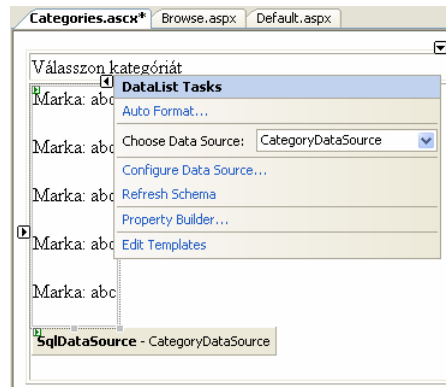 Categories.ascx* Browse.aspx Default.aspx
Válasszon kategóriát
DataList Tasks
Marka: abc
Auto Format...
Choose Data Source: CategoryDataSource
Marka: abc
Configure Data Source...
Marka: abc
Refresh Schema
Property Builder...
Marka: abc
Edit Templates
Marka: abc
SqlDataSource - CategoryDataSource